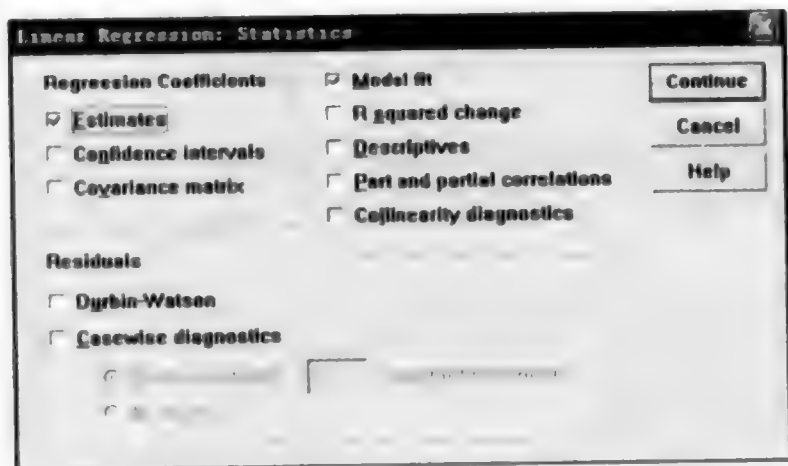 Linear Regression: Statistics
Regression Coefficients
Estimates
Confidence intervals
Covariance matrix
Model fit
R squared change
Descriptives
Part and partial correlations
Collinearity diagnostics
Continue
Cancel
Help
Residuals
Durbin-Watson
Casewise diagnostics